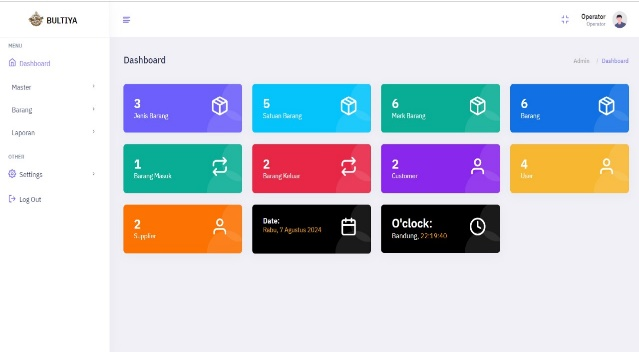 BULTIYA
Operator
Operator
MENU
Dashboard
Master
Barang
Laporan
OTHER
Settings
Log Out
Dashboard
Admin / Dashboard
3
Jenis Barang
5
Satuan Barang
6
Merk Barang
6
Barang
1
Barang Masuk
2
Barang Keluar
2
Customer
4
User
2
Supplier
Date:
Rabu, 7 Agustus 2024
O'clock:
Bandung, 22:19:40